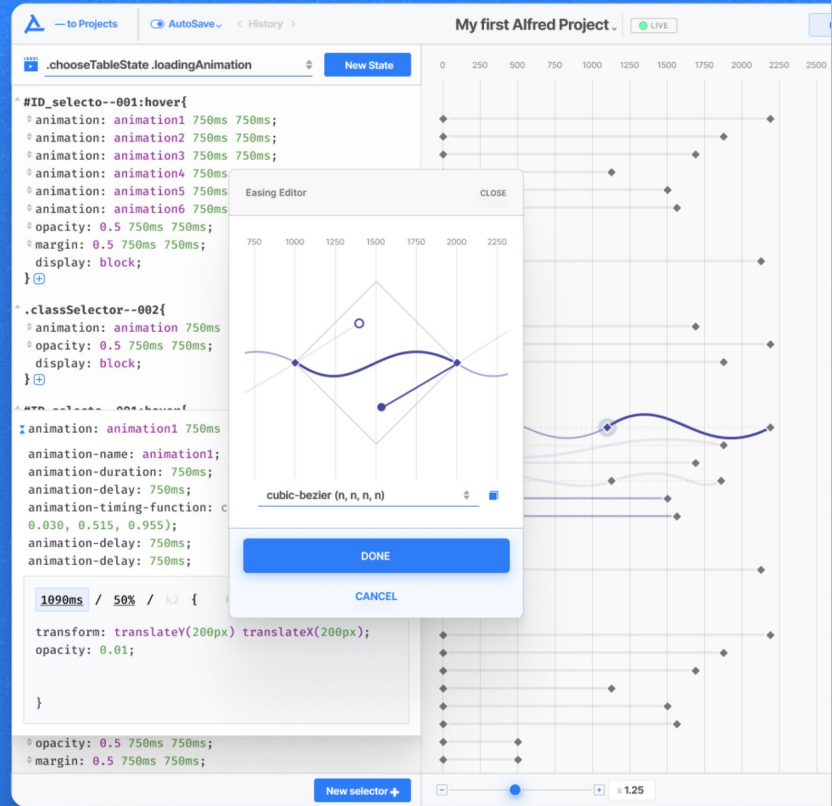 — to Projects
AutoSave
< History >
My first Alfred Project
LIVE
.chooseTableState .loadingAnimation
New State
0 250 500 750 1000 1250 1500 1750 2000 2250 2500
#ID_selecto--001:hover{
animation: animation1 750ms 750ms;
animation: animation2 750ms 750ms;
animation: animation3 750ms 750ms;
animation: animation4 750ms
animation: animation5 750ms
animation: animation6 750ms
opacity: 0.5 750ms 750ms;
margin: 0.5 750ms 750ms;
display: block;
}
.classSelector--002{
animation: animation 750ms
opacity: 0.5 750ms 750ms;
display: block;
}
#ID_selecto--001:hover{
animation: animation1 750ms
animation-name: animation1;
animation-duration: 750ms;
animation-delay: 750ms;
animation-timing-function: c
0.030, 0.515, 0.955);
animation-delay: 750ms;
animation-delay: 750ms;
1090ms / 50% / k2 {
transform: translateY(200px) translateX(200px);
opacity: 0.01;
}
opacity: 0.5 750ms 750ms;
margin: 0.5 750ms 750ms;
New selector +
x 1.25
Easing Editor
CLOSE
750 1000 1500 2000 2250
cubic-bezier (n, n, n, n)
DONE
CANCEL